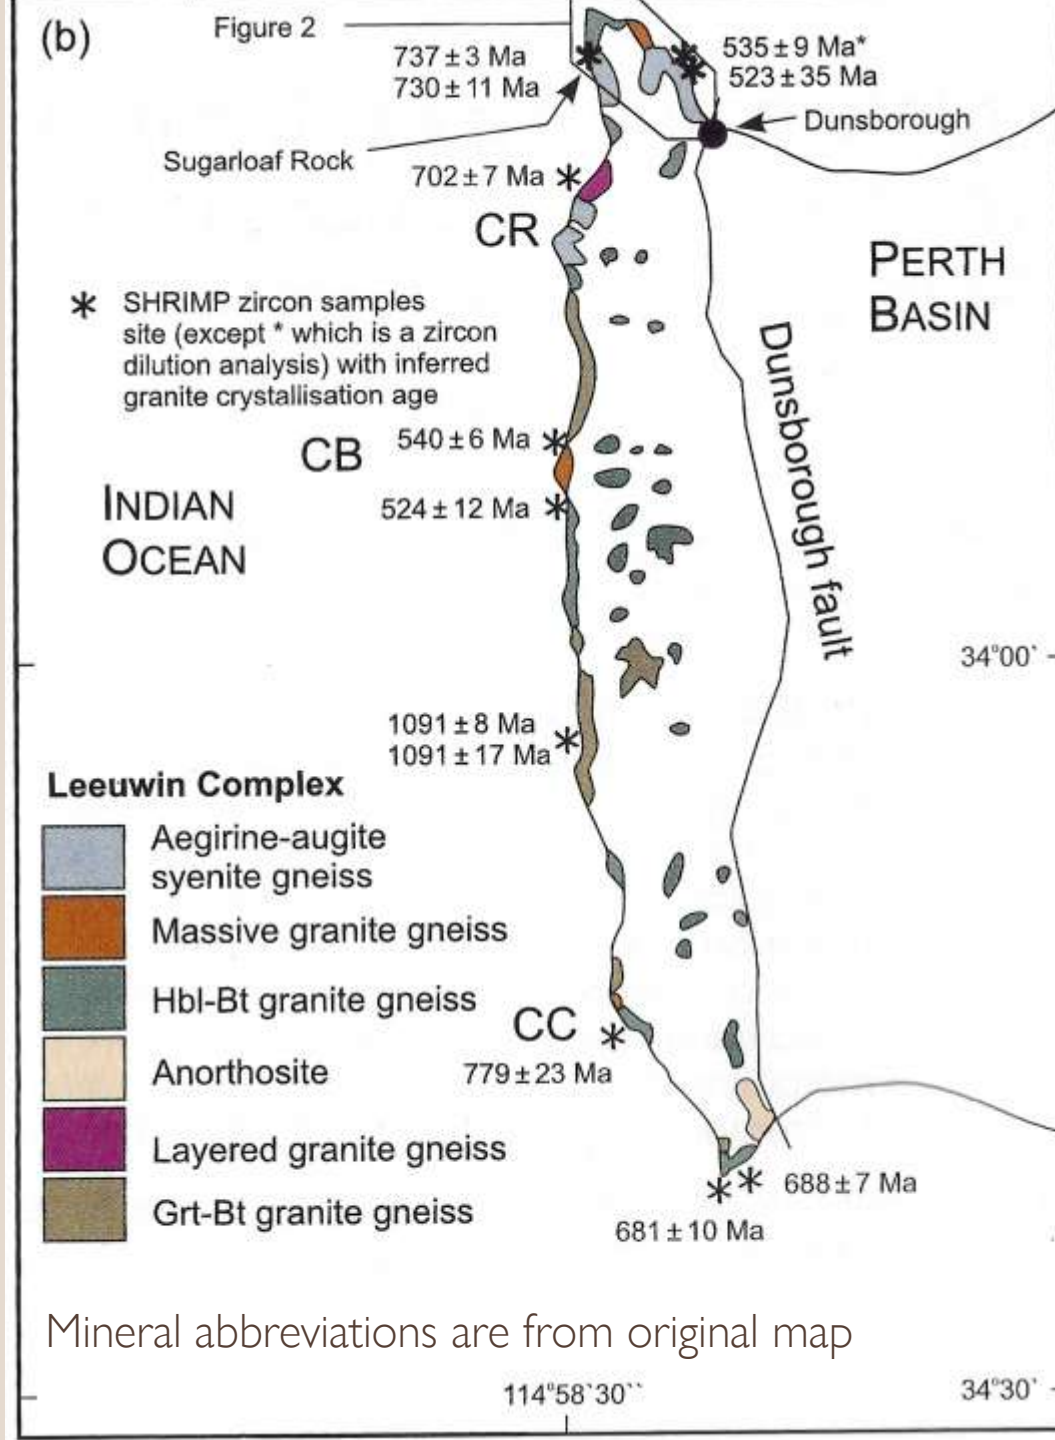 (b)
Figure 2
737 ± 3 Ma
730 ± 11 Ma
535 ± 9 Ma*
523 ± 35 Ma
Dunsborough
Sugarloaf Rock
702 ± 7 Ma
CR
PERTH
BASIN
* SHRIMP zircon samples
site (except * which is a zircon
dilution analysis) with inferred
granite crystallisation age
Dunsborough fault
CB
540 ± 6 Ma
524 ± 12 Ma
INDIAN
OCEAN
34°00`
1091 ± 8 Ma
1091 ± 17 Ma
Leeuwin Complex
Aegirine-augite
syenite gneiss
Massive granite gneiss
Hbl-Bt granite gneiss
Anorthosite
Layered granite gneiss
Grt-Bt granite gneiss
CC
779 ± 23 Ma
688 ± 7 Ma
681 ± 10 Ma
Mineral abbreviations are from original map
114°58`30``
34°30`